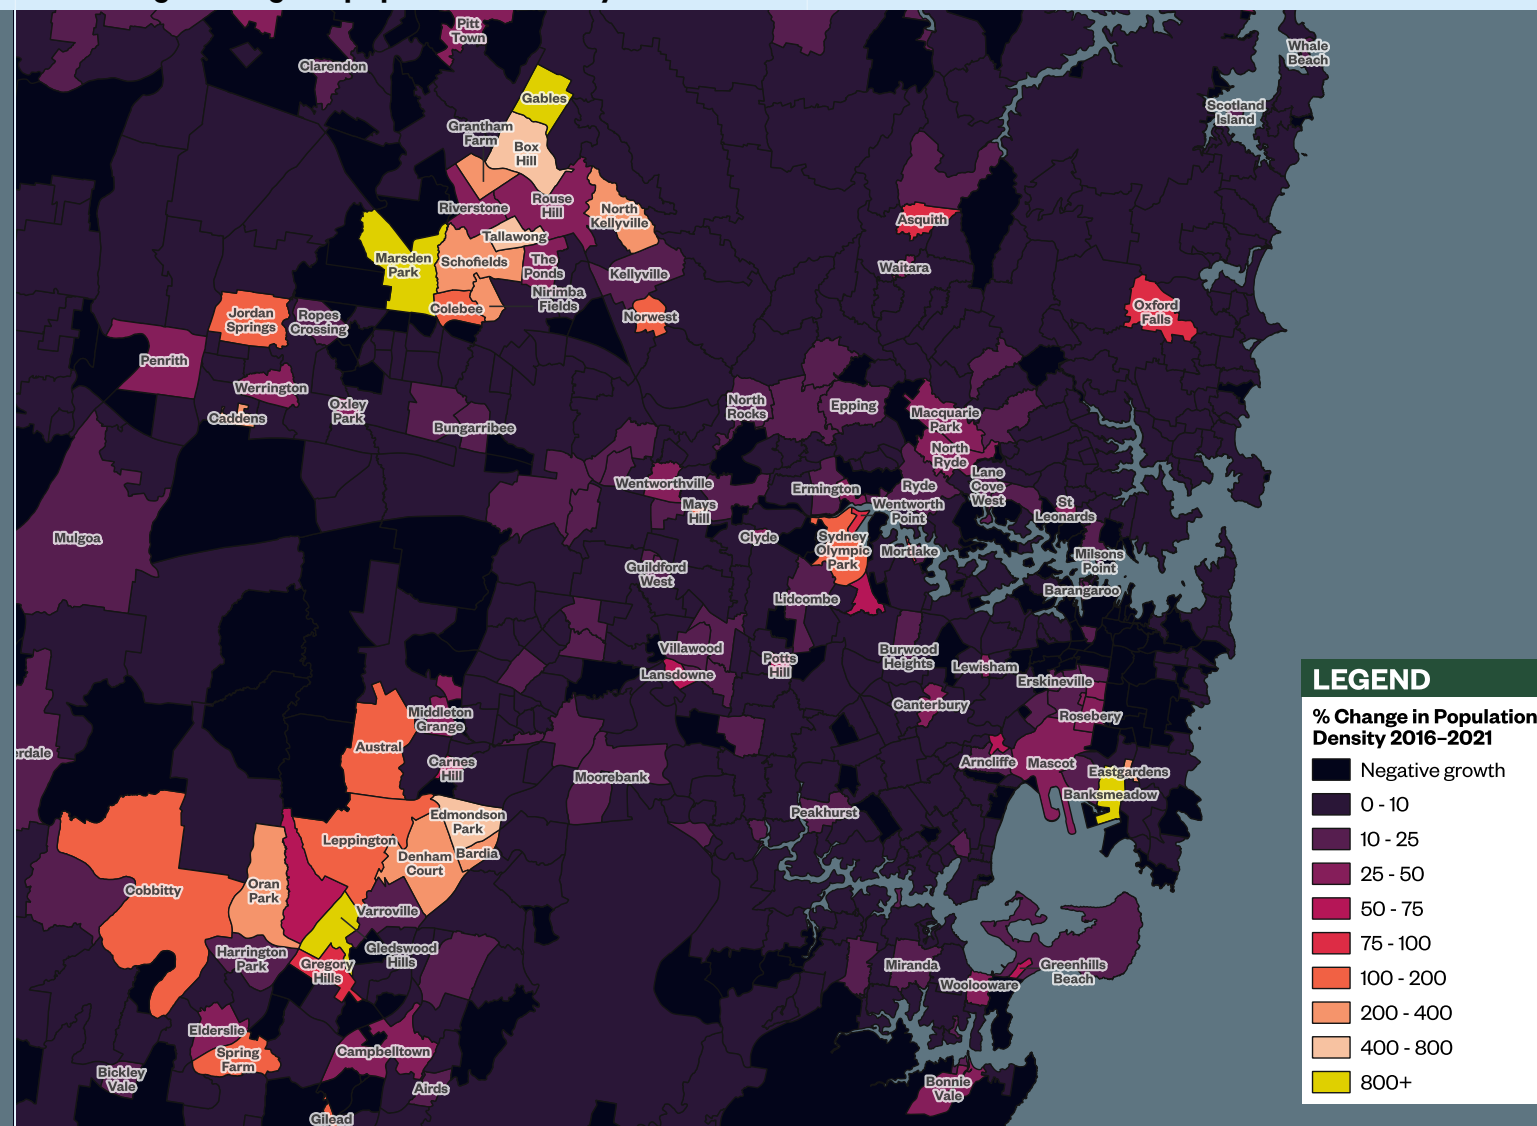 Pitt
Town
Whale
Beach
Clarendon
Gables
Scotland
Island
Grantham
Farm
Box
Hill
Rouse
Hill
Riverstone
North
Kellyville
Asquith
Tallawong
Marsden
Park
Schofields
The
Ponds
Kellyville
Waitara
Nirimba
Fields
Colebee
Jordan
Springs
Ropes
Crossing
Norwest
Oxford
Falls
Penrith
Werrington
Caddens
Oxley
Park
Bungarribee
North
Rocks
Epping
Macquarie
Park
North
Ryde
Lane
Cove
West
Wentworthville
Ermington
Ryde
Mays
Hill
Wentworth
Point
St
Leonards
Mulgoa
Clyde
Sydney
Olympic
Park
Mortlake
Milsons
Point
Guildford
West
Barangaroo
Lidcombe
Villawood
Potts
Hill
Burwood
Heights
Lansdowne
Lewisham
Erskineville
Canterbury
Rosebery
Middleton
Grange
Austral
erdale
Carnes
Hill
Moorebank
Arncliffe
Mascot
Eastgardens
Banksmeadow
Peakhurst
Edmondson
Park
Leppington
Denham
Court
Bardia
Cobbitty
Oran
Park
Varroville
Harrington
Park
Gledswood
Hills
Gregory
Hills
Miranda
Woolooware
Greenhills
Beach
Elderslie
Spring
Farm
Campbelltown
Bickley
Vale
Airds
Bonnie
Vale
Gilead
LEGEND
% Change in Population
Density 2016–2021
Negative growth
0 - 10
10 - 25
25 - 50
50 - 75
75 - 100
100 - 200
200 - 400
400 - 800
800+